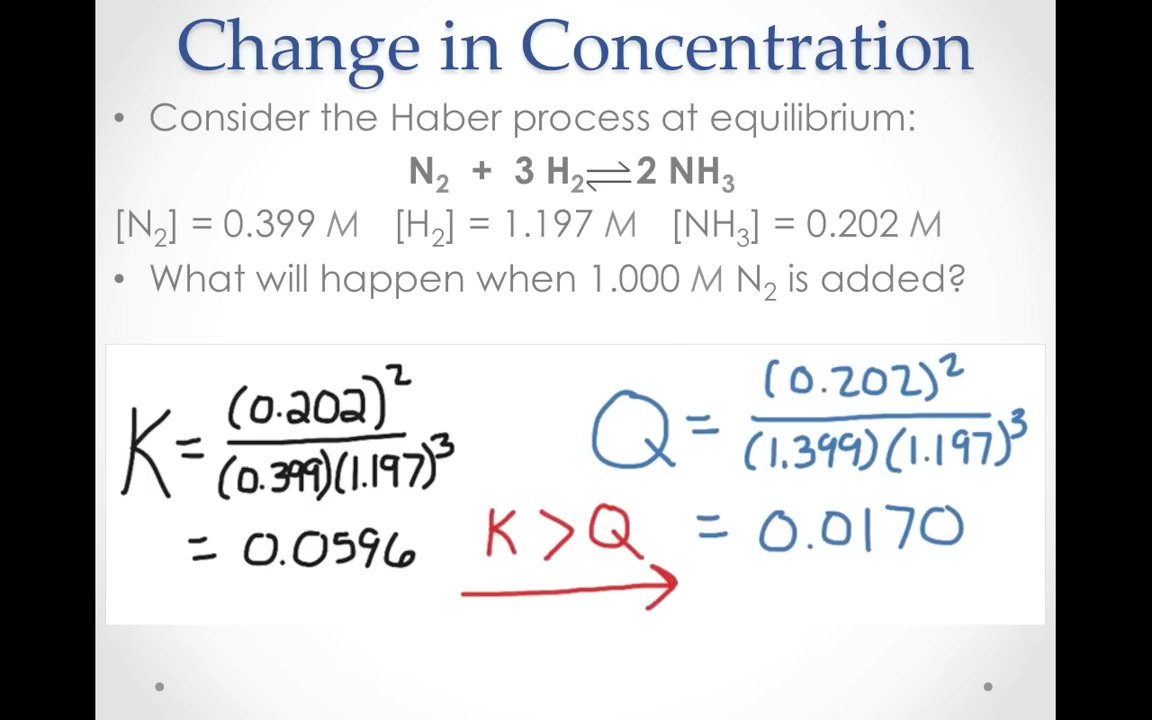 Change in Concentration
• Consider the Haber process at equilibrium:
N₂ + 3 H₂ ⇌ 2 NH₃
[N₂] = 0.399 M [H₂] = 1.197 M [NH₃] = 0.202 M
• What will happen when 1.000 M N₂ is added?
K = (0.202)² / (0.399)(1.197)³
= 0.0596
K > Q
→
Q = (0.202)² / (1.399)(1.197)³
= 0.0170